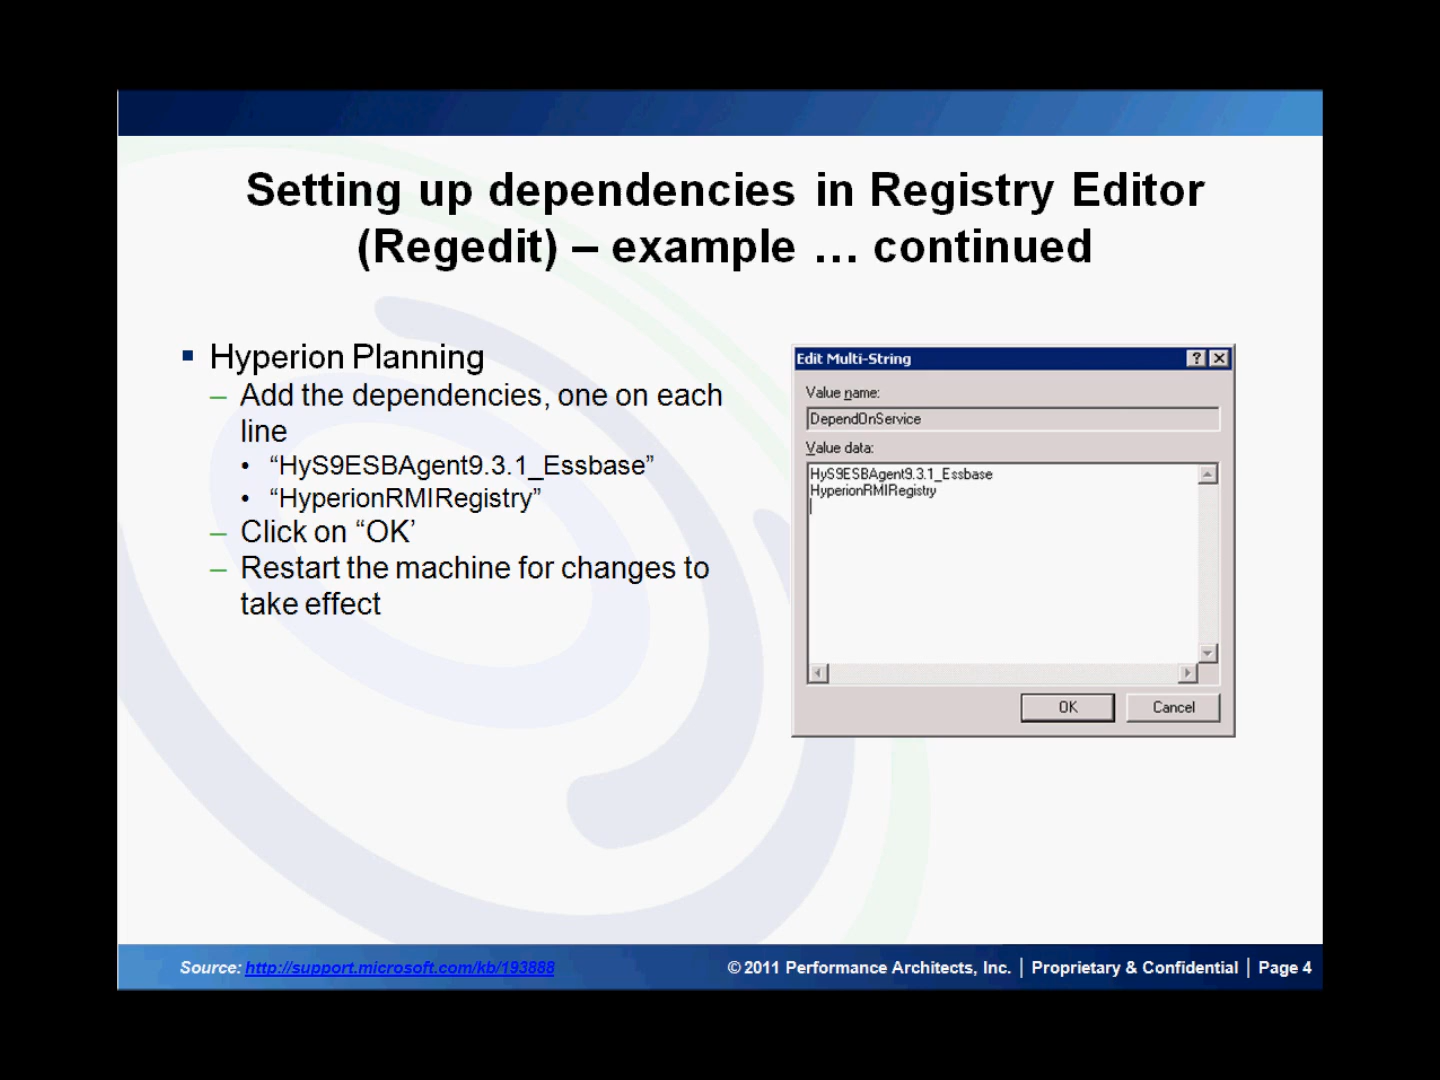 Setting up dependencies in Registry Editor
(Regedit) – example … continued
Hyperion Planning
– Add the dependencies, one on each
line
• “HyS9ESBAgent9.3.1_Essbase”
• “HyperionRMIRegistry”
– Click on “OK’
– Restart the machine for changes to
take effect
Edit Multi-String
Value name:
DependOnService
Value data:
HyS9ESBAgent9.3.1_Essbase
HyperionRMIRegistry
OK
Cancel
Source: http://support.microsoft.com/kb/193888
© 2011 Performance Architects, Inc. | Proprietary & Confidential | Page 4